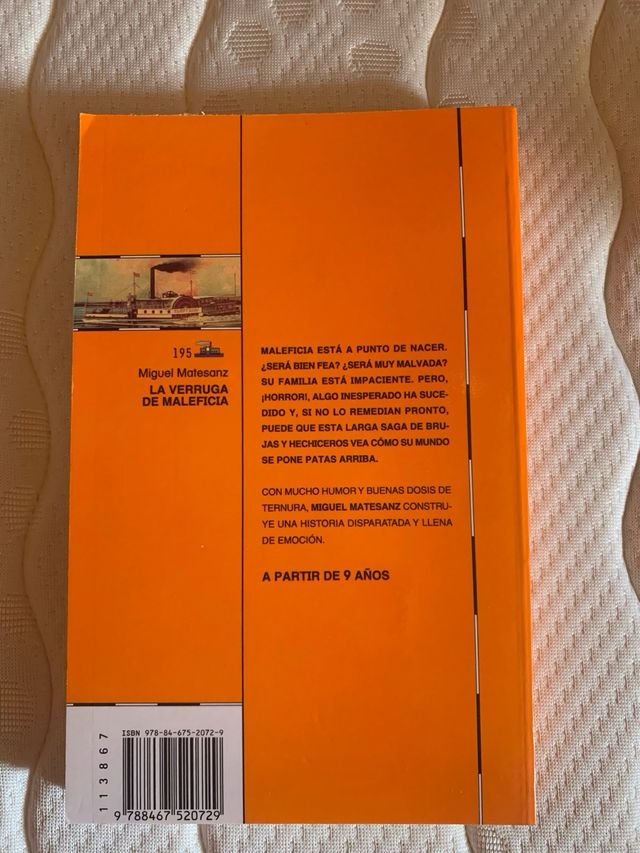 195
Miguel Matesanz
LA VERRUGA
DE MALEFICIA
MALEFICIA ESTÁ A PUNTO DE NACER.
¿SERÁ BIEN FEA? ¿SERÁ MUY MALVADA?
SU FAMILIA ESTÁ IMPACIENTE. PERO,
¡HORROR!, ALGO INESPERADO HA SUCE-
DIDO Y, SI NO LO REMEDIAN PRONTO,
PUEDE QUE ESTA LARGA SAGA DE BRU-
JAS Y HECHICEROS VEA CÓMO SU MUNDO
SE PONE PATAS ARRIBA.
CON MUCHO HUMOR Y BUENAS DOSIS DE
TERNURA, MIGUEL MATESANZ CONSTRU-
YE UNA HISTORIA DISPARATADA Y LLENA
DE EMOCIÓN.
A PARTIR DE 9 AÑOS
113867
ISBN 978-84-675-2072-9
9 788467 520729